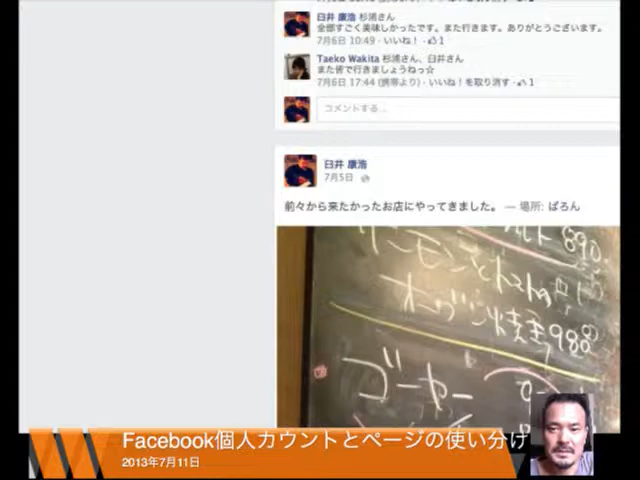 臼井 康浩 杉浦さん
全部すごく美味しかったです。また行きます。ありがとうございます。
7月6日 10:49 · いいね！ · 1
Taeko Wakita 杉浦さん、臼井さん
また皆で行きましょうねっ☆
7月6日 17:44 (携帯より) · いいね！を取り消す · 1
コメントする...
臼井 康浩
7月5日
前々から来たかったお店にやってきました。 — 場所: ばろん
890.
オーブン焼き 980
ゴーヤー
Facebook個人カウントとページの使い分け
2013年7月11日